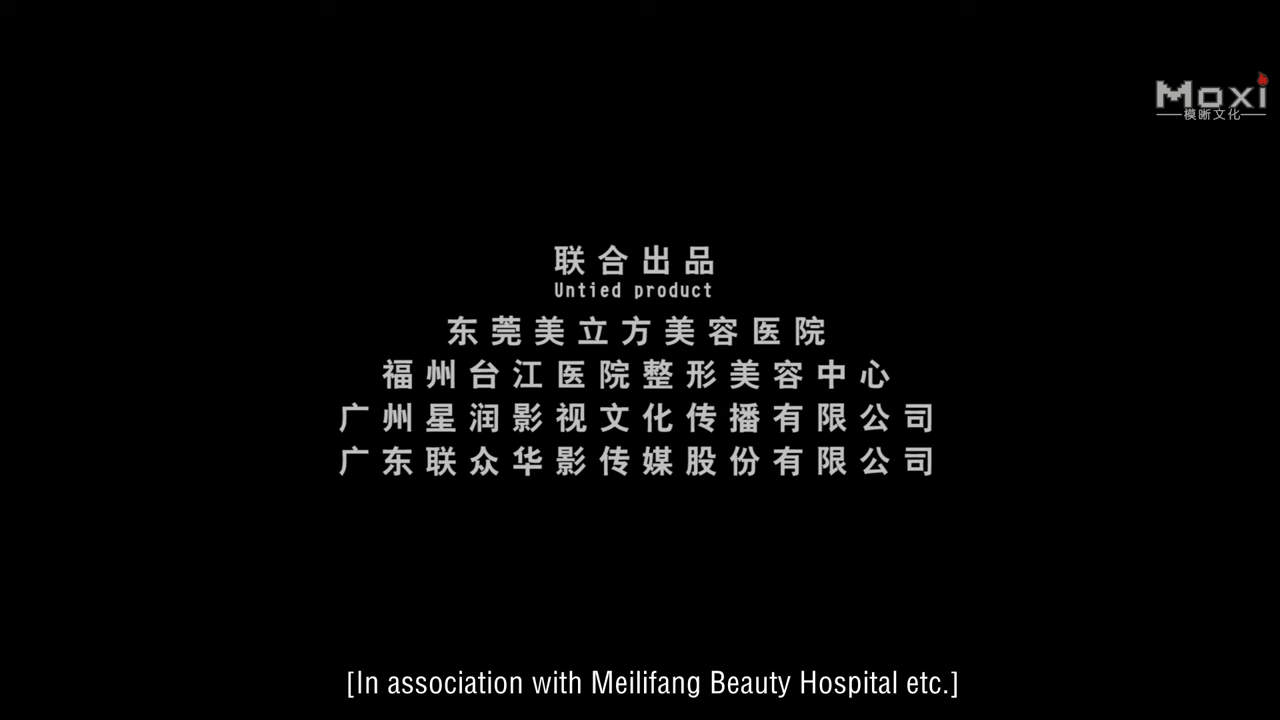 Moxi
模晰文化
联合出品
Untied product
东莞美立方美容医院
福州台江医院整形美容中心
广州星润影视文化传播有限公司
广东联众华影传媒股份有限公司
[In association with Meilifang Beauty Hospital etc.]